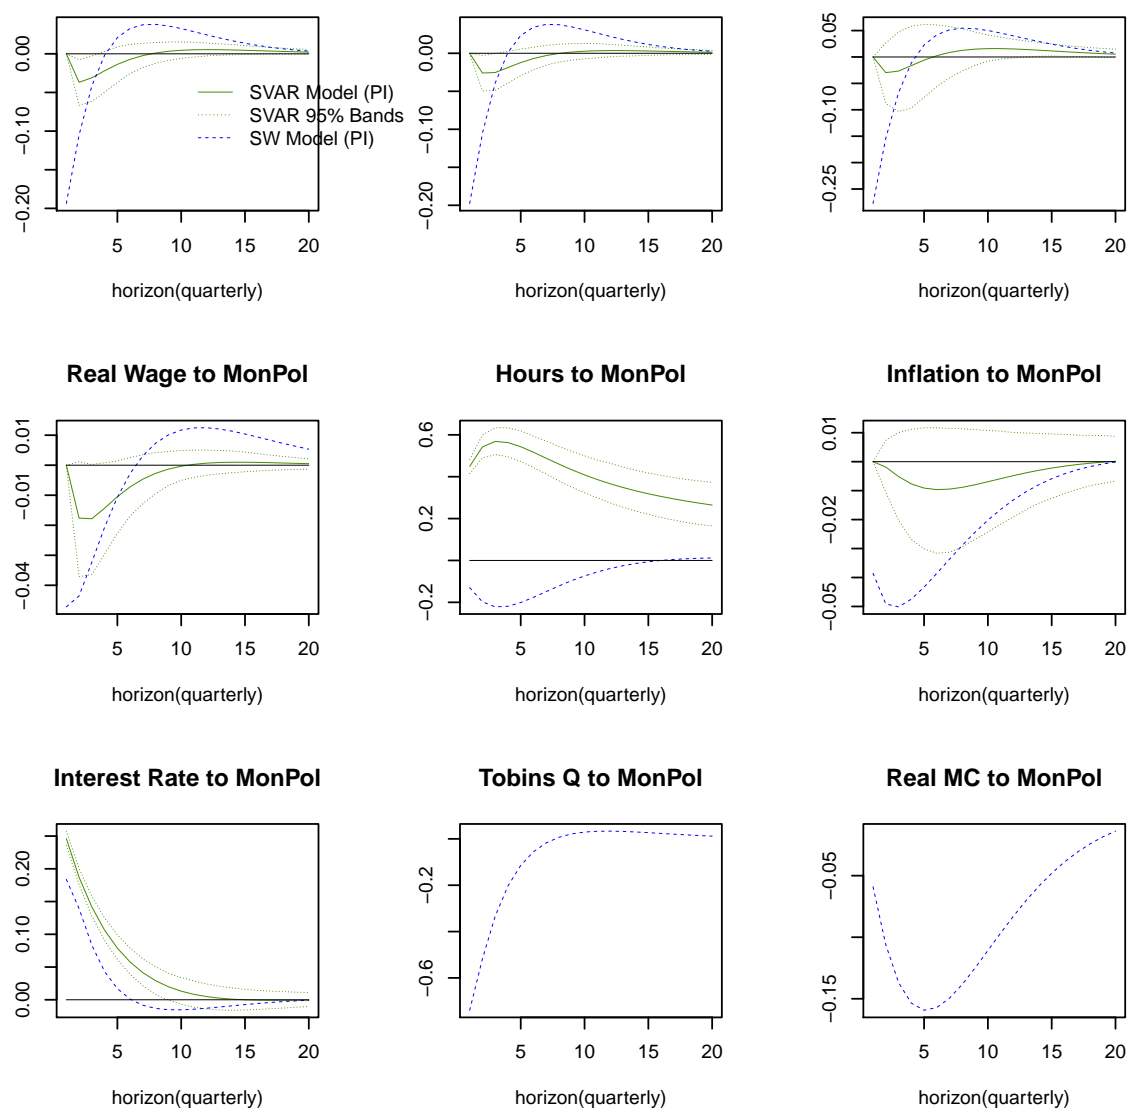 0.00
−0.10
−0.20
SVAR Model (PI)
SVAR 95% Bands
SW Model (PI)
5 10 15 20
horizon(quarterly)
0.00
−0.10
−0.20
5 10 15 20
horizon(quarterly)
0.05
−0.10
−0.25
5 10 15 20
horizon(quarterly)
Real Wage to MonPol
0.01
−0.01
−0.04
5 10 15 20
horizon(quarterly)
Hours to MonPol
0.6
0.2
−0.2
5 10 15 20
horizon(quarterly)
Inflation to MonPol
0.01
−0.02
−0.05
5 10 15 20
horizon(quarterly)
Interest Rate to MonPol
0.20
0.10
0.00
5 10 15 20
horizon(quarterly)
Tobins Q to MonPol
−0.2
−0.6
5 10 15 20
horizon(quarterly)
Real MC to MonPol
−0.05
−0.15
5 10 15 20
horizon(quarterly)